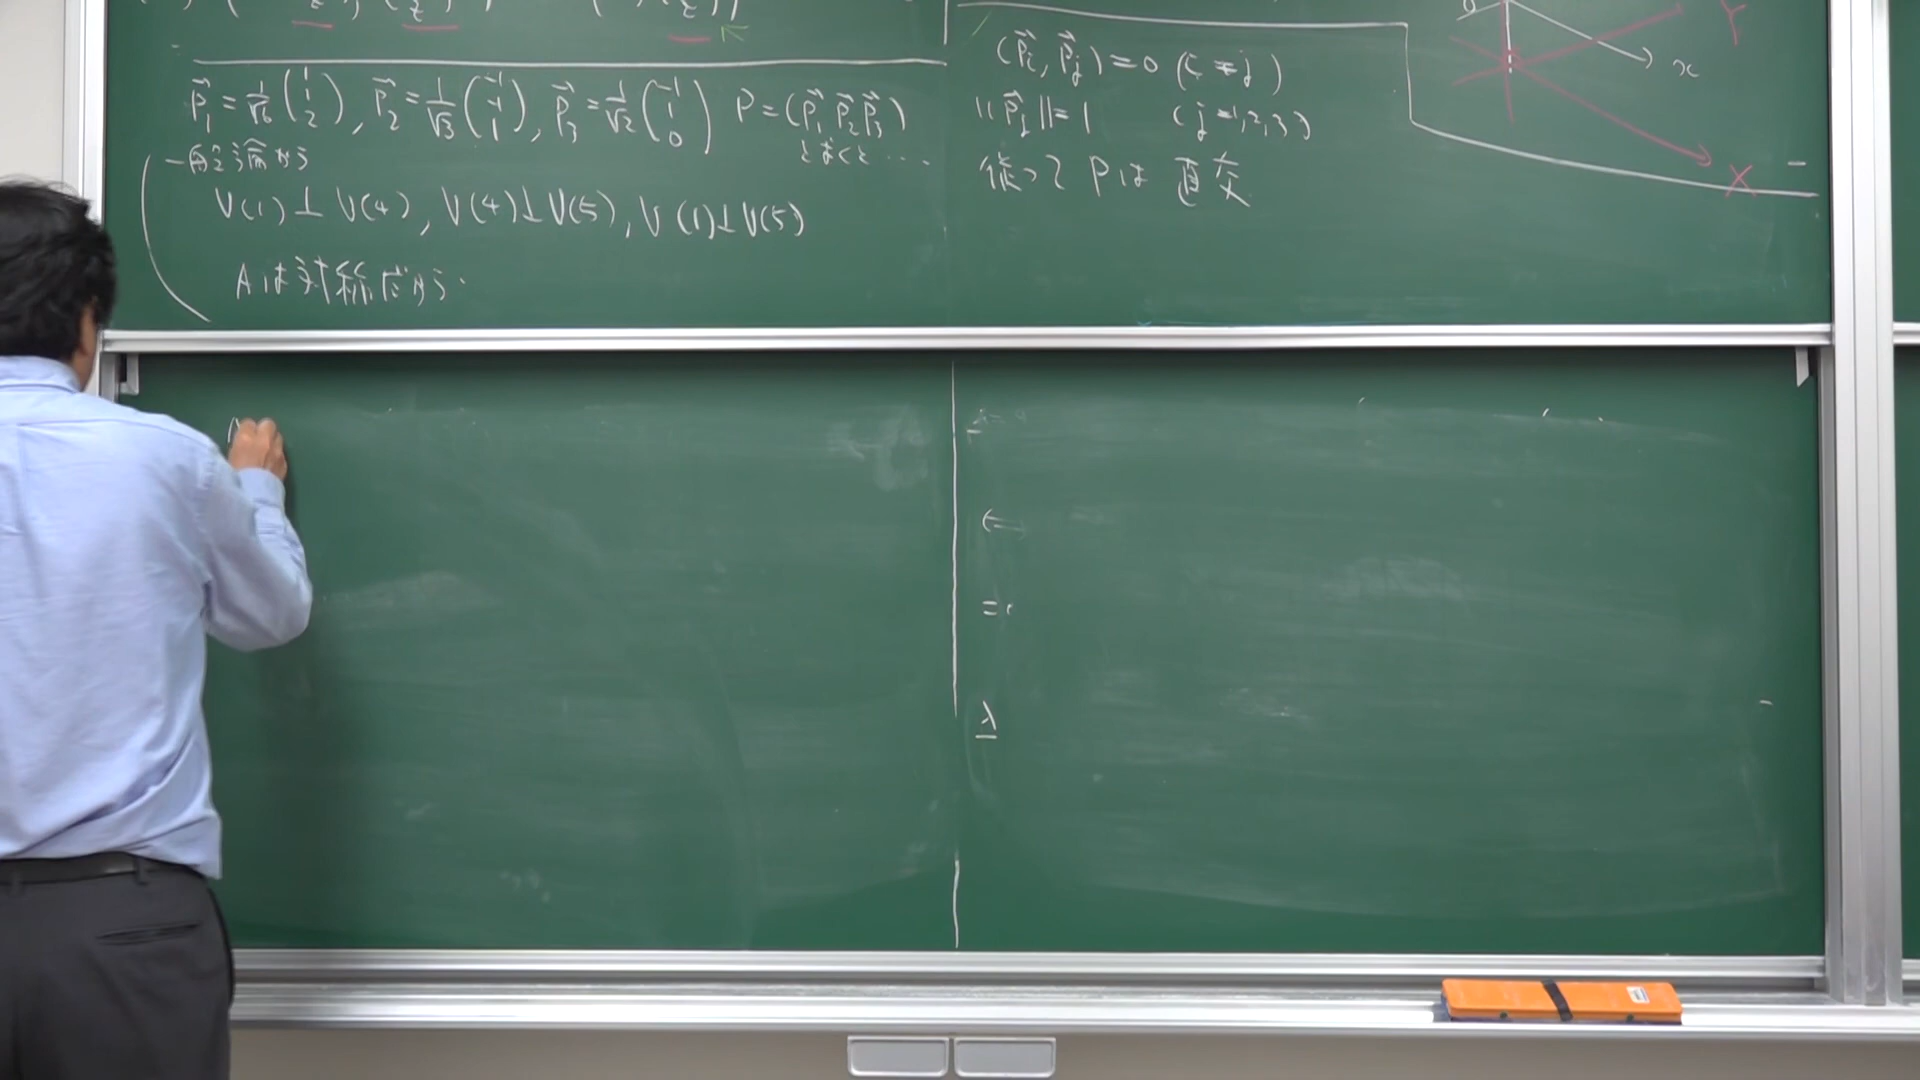 p⃗₁ = 1/√6 (1 1 2), p⃗₂ = 1/√3 (-1 -1 1), p⃗₃ = 1/√2 (-1 1 0) P = (p⃗₁ p⃗₂ p⃗₃)
とおくと…
一般論から
V(1)⊥V(4), V(4)⊥V(5), V(1)⊥V(5)
Aは対称だから.
(p⃗i, p⃗j) = 0 (i ≠ j)
||p⃗j|| = 1 (j = 1, 2, 3)
従って Pは 直交
x
Y
X
λ